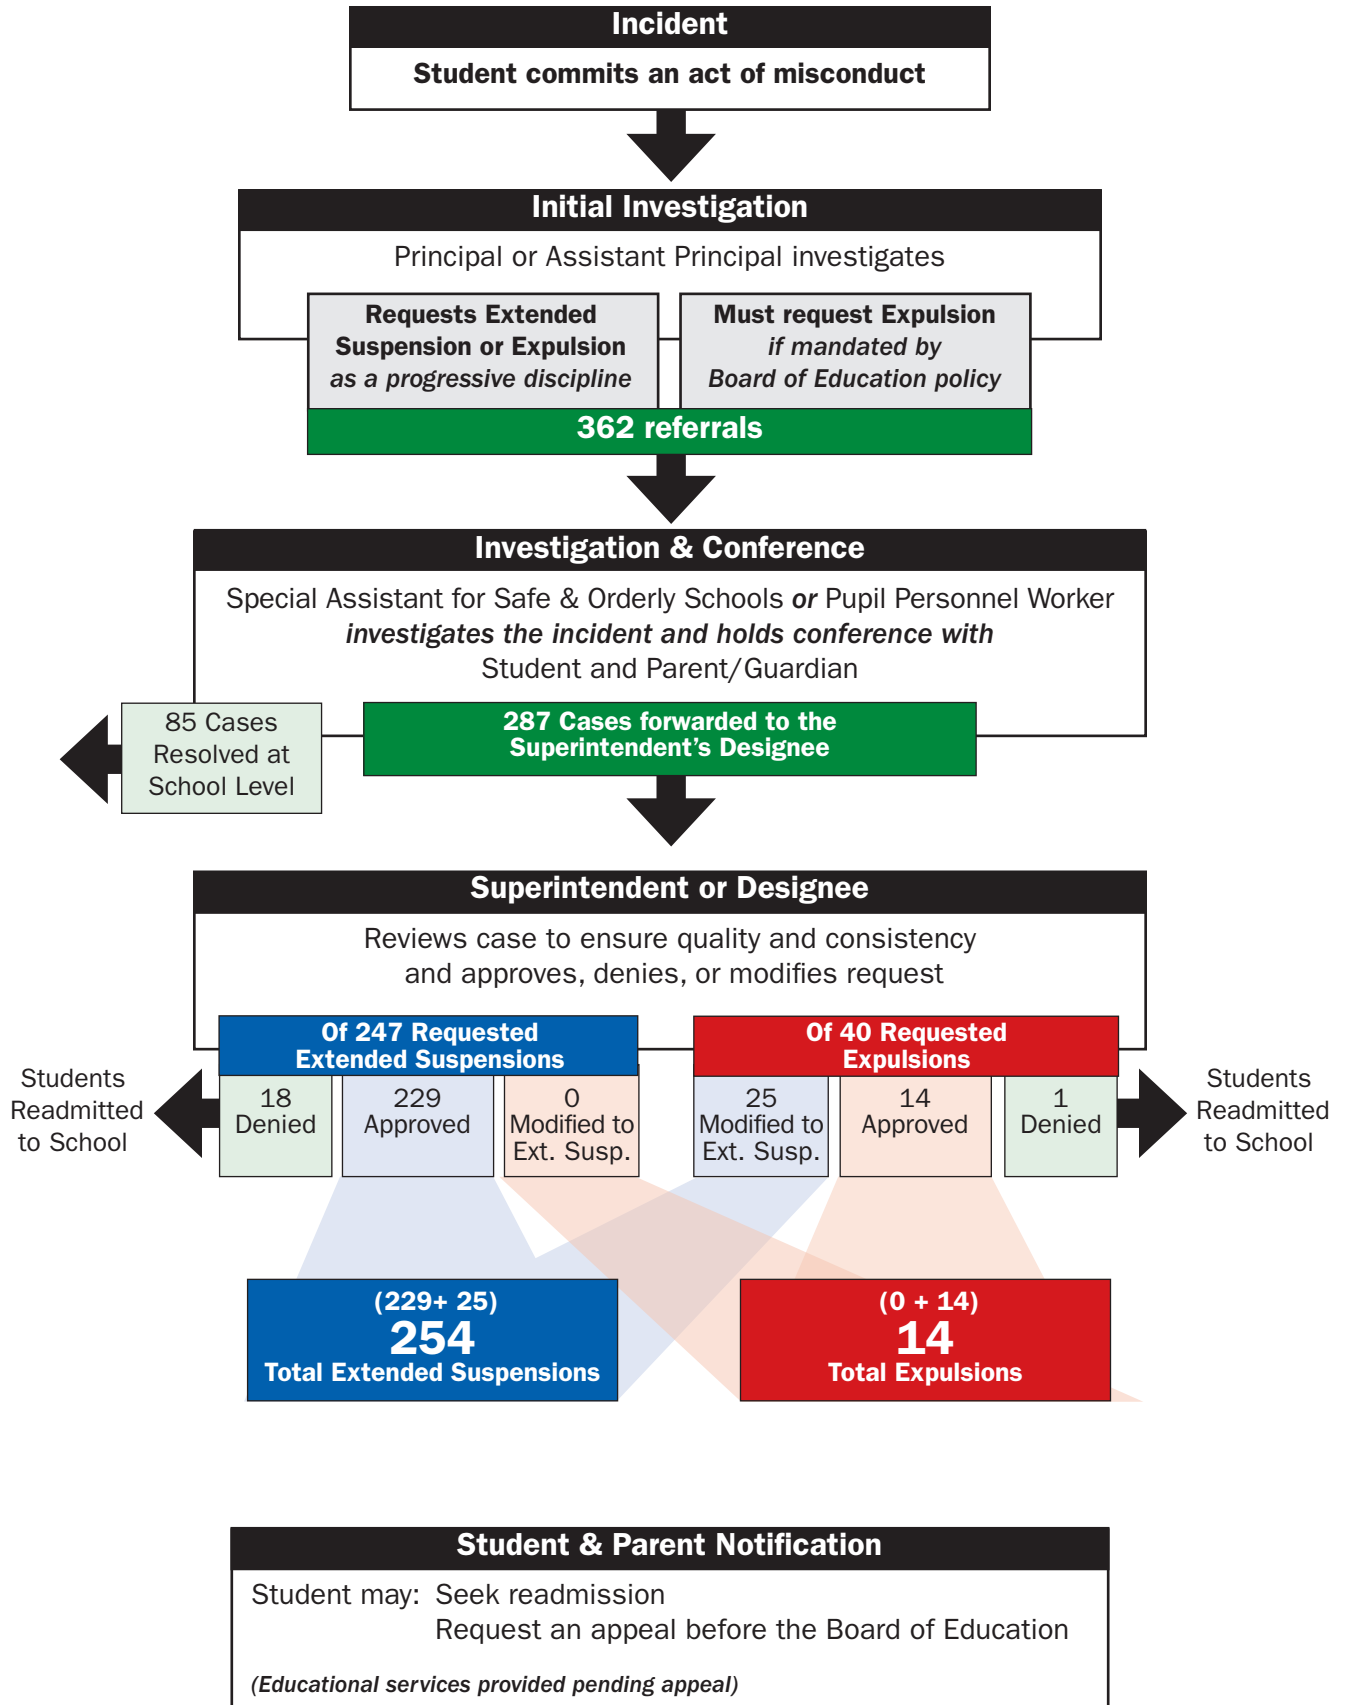 Incident
Student commits an act of misconduct
Initial Investigation
Principal or Assistant Principal investigates
Requests Extended
Suspension or Expulsion
as a progressive discipline
Must request Expulsion
if mandated by
Board of Education policy
362 referrals
Investigation & Conference
Special Assistant for Safe & Orderly Schools or Pupil Personnel Worker
investigates the incident and holds conference with
Student and Parent/Guardian
85 Cases
Resolved at
School Level
287 Cases forwarded to the
Superintendent's Designee
Superintendent or Designee
Reviews case to ensure quality and consistency
and approves, denies, or modifies request
Of 247 Requested
Extended Suspensions
Of 40 Requested
Expulsions
Students
Readmitted
to School
18
Denied
229
Approved
0
Modified to
Ext. Susp.
25
Modified to
Ext. Susp.
14
Approved
1
Denied
Students
Readmitted
to School
(229+ 25)
254
Total Extended Suspensions
(0 + 14)
14
Total Expulsions
Student & Parent Notification
Student may: Seek readmission
Request an appeal before the Board of Education
(Educational services provided pending appeal)